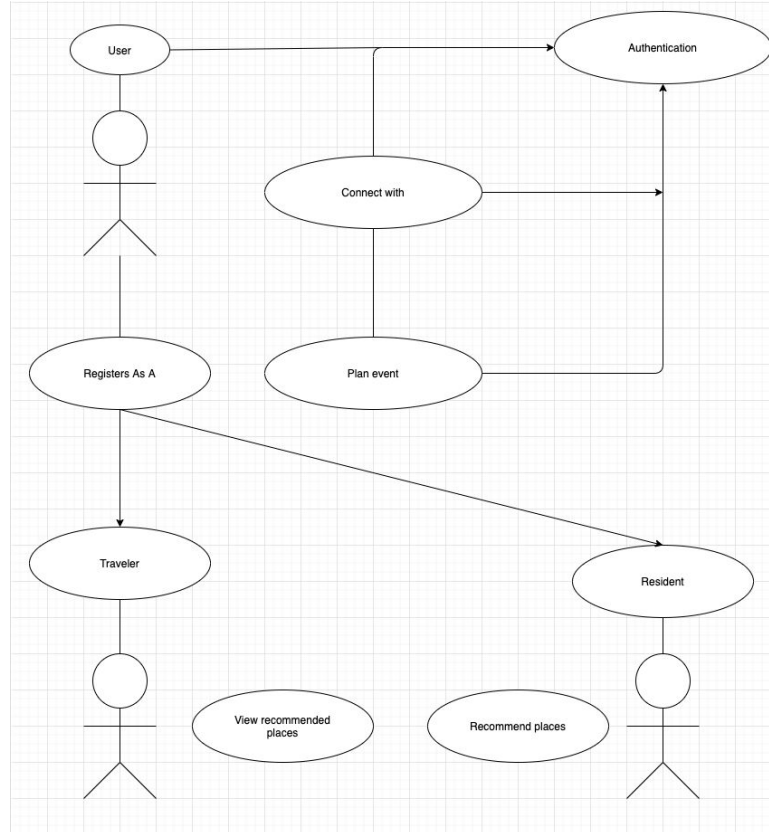 User
Authentication
Connect with
Registers As A
Plan event
Traveler
Resident
View recommended
places
Recommend places